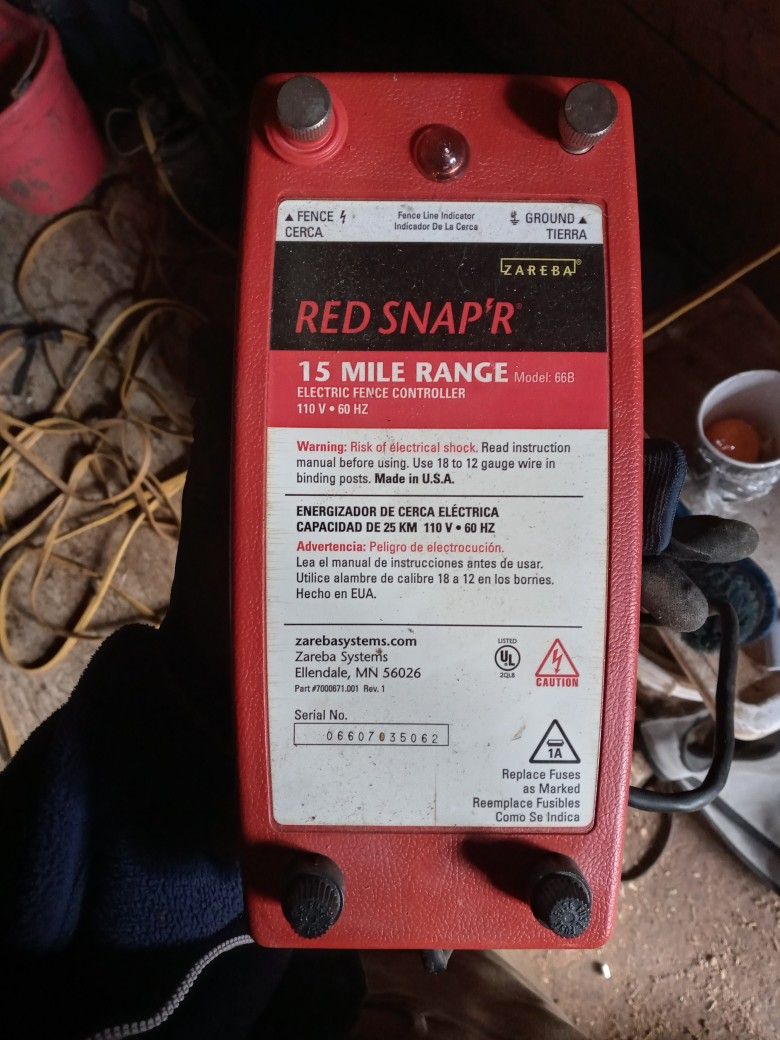 ▲ FENCE
CERCA
Fence Line Indicator
Indicador De La Cerca
GROUND ▲
TIERRA
ZAREBA®
RED SNAP'R®
15 MILE RANGE Model: 66B
ELECTRIC FENCE CONTROLLER
110 V • 60 HZ
Warning: Risk of electrical shock. Read instruction
manual before using. Use 18 to 12 gauge wire in
binding posts. Made in U.S.A.
ENERGIZADOR DE CERCA ELÉCTRICA
CAPACIDAD DE 25 KM 110 V • 60 HZ
Advertencia: Peligro de electrocución.
Lea el manual de instrucciones antes de usar.
Utilice alambre de calibre 18 a 12 en los bornes.
Hecho en EUA.
zarebasystems.com
Zareba Systems
Ellendale, MN 56026
Part #7000671.001 Rev. 1
LISTED
UL
2QLB
CAUTION
Serial No.
06607035062
1A
Replace Fuses
as Marked
Reemplace Fusibles
Como Se Indica